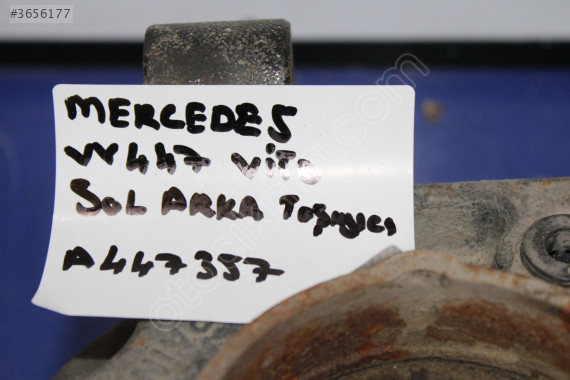 #3656177
MERCEDES
W447 ViTo
SOL ARKA Taşıyıcı
A447357